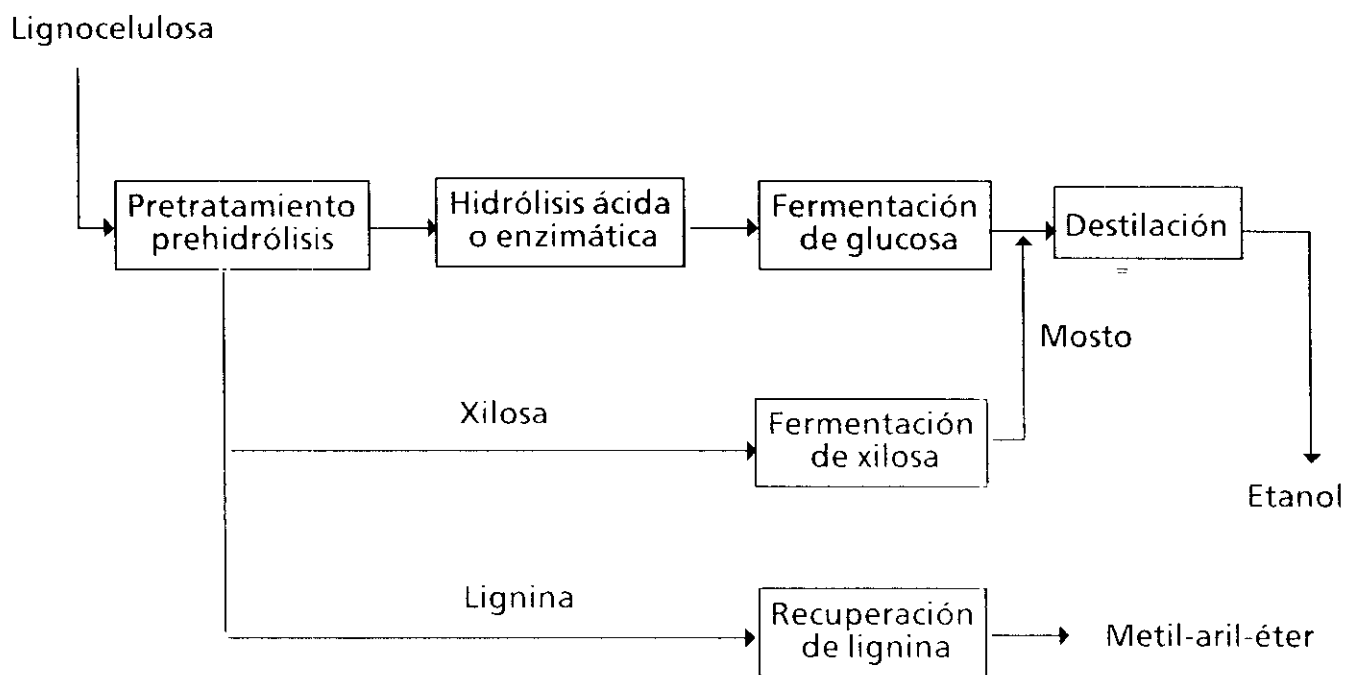 Lignocelulosa
Pretratamiento
prehidrólisis
Hidrólisis ácida
o enzimática
Fermentación
de glucosa
Destilación
Mosto
Xilosa
Fermentación
de xilosa
Etanol
Lignina
Recuperación
de lignina
Metil-aril-éter